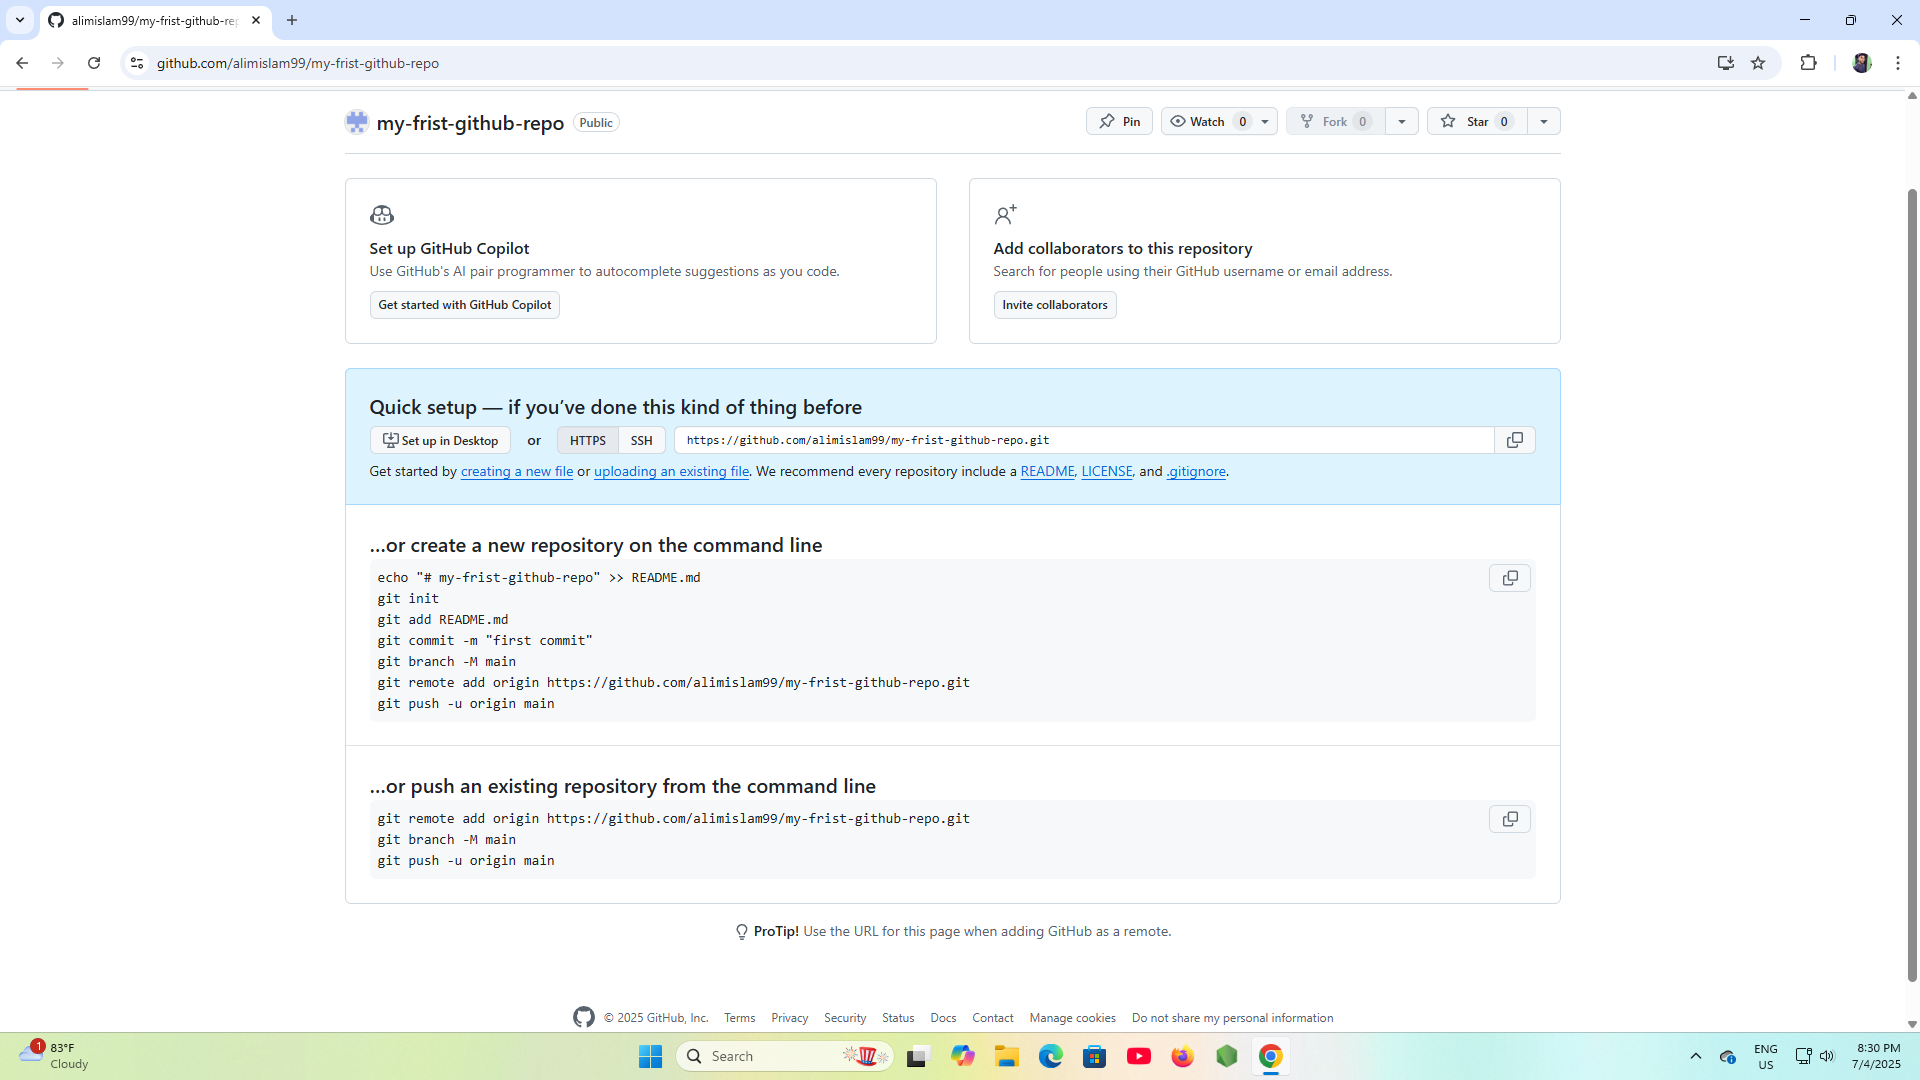 alimislam99/my-frist-github-rep
github.com/alimislam99/my-frist-github-repo
my-frist-github-repo Public
Pin Watch 0 Fork 0 Star 0
Set up GitHub Copilot
Use GitHub's AI pair programmer to autocomplete suggestions as you code.
Get started with GitHub Copilot
Add collaborators to this repository
Search for people using their GitHub username or email address.
Invite collaborators
Quick setup — if you’ve done this kind of thing before
Set up in Desktop or HTTPS SSH https://github.com/alimislam99/my-frist-github-repo.git
Get started by creating a new file or uploading an existing file. We recommend every repository include a README, LICENSE, and .gitignore.
…or create a new repository on the command line
echo "# my-frist-github-repo" >> README.md
git init
git add README.md
git commit -m "first commit"
git branch -M main
git remote add origin https://github.com/alimislam99/my-frist-github-repo.git
git push -u origin main
…or push an existing repository from the command line
git remote add origin https://github.com/alimislam99/my-frist-github-repo.git
git branch -M main
git push -u origin main
ProTip! Use the URL for this page when adding GitHub as a remote.
© 2025 GitHub, Inc. Terms Privacy Security Status Docs Contact Manage cookies Do not share my personal information
1
83°F
Cloudy
Search
ENG
US
8:30 PM
7/4/2025